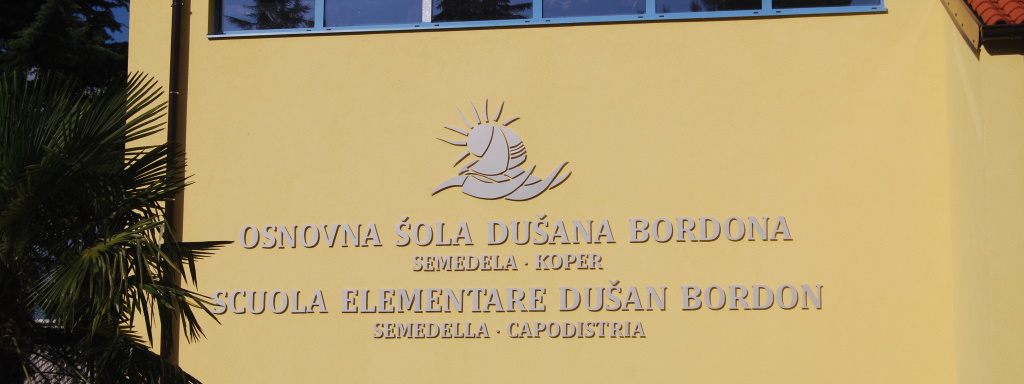 OSNOVNA ŠOLA DUŠANA BORDONA
SEMEDELA · KOPER
SCUOLA ELEMENTARE DUŠAN BORDON
SEMEDELLA · CAPODISTRIA